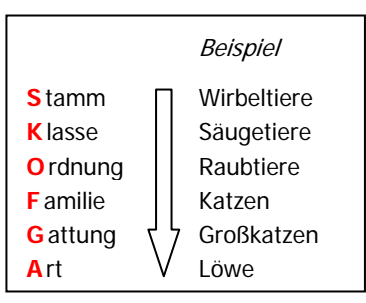 Beispiel
Stamm Wirbeltiere
Klasse Säugetiere
Ordnung Raubtiere
Familie Katzen
Gattung Großkatzen
Art Löwe